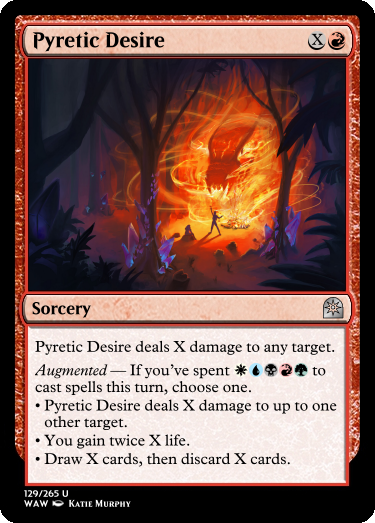 Pyretic Desire X
Sorcery
Pyretic Desire deals X damage to any target.
Augmented — If you've spent to
cast spells this turn, choose one.
• Pyretic Desire deals X damage to up to one
other target.
• You gain twice X life.
• Draw X cards, then discard X cards.
129/265 U
WAW Katie Murphy